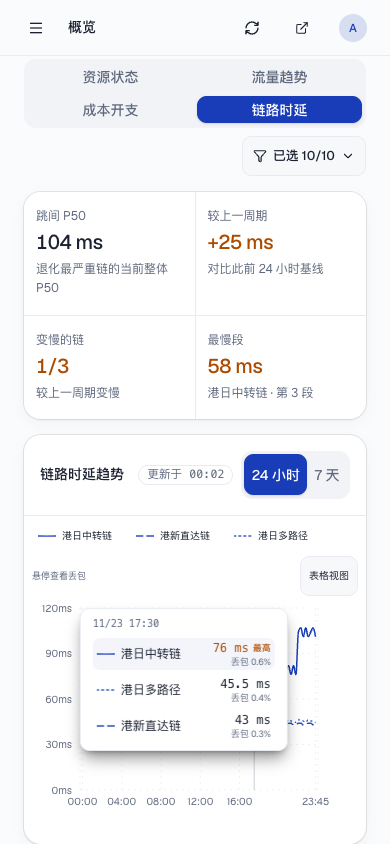 概览
A
资源状态
流量趋势
成本开支
链路时延
已选 10/10
跳间 P50
104 ms
退化最严重链的当前整体
P50
较上一周期
+25 ms
对比此前 24 小时基线
变慢的链
1/3
较上一周期变慢
最慢段
58 ms
港日中转链 · 第 3 段
链路时延趋势
更新于 00:02
24 小时
7 天
港日中转链
港新直达链
港日多路径
悬停查看丢包
表格视图
120ms
90ms
60ms
30ms
0ms
11/23 17:30
港日中转链
76 ms 最高
丢包 0.6%
港日多路径
45.5 ms
丢包 0.4%
港新直达链
43 ms
丢包 0.3%
00:00
04:00
08:00
12:00
16:00
23:45